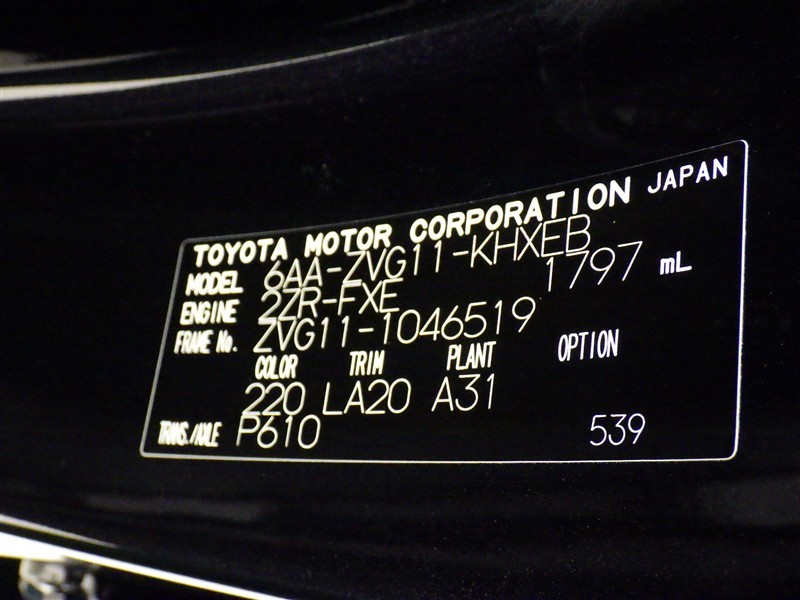 TOYOTA MOTOR CORPORATION JAPAN
MODEL 6AA-ZVG11-KHXEB
ENGINE 2ZR-FXE 1797 mL
FRAME No. ZVG11-1046519
COLOR TRIM PLANT OPTION
220 LA20 A31
TRANS./AXLE P610 539